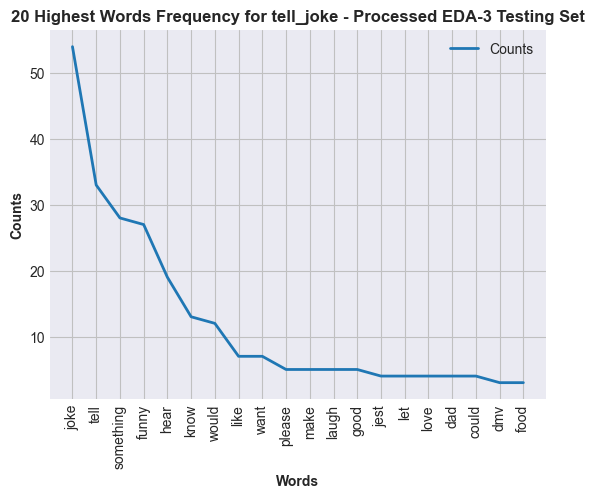 20 Highest Words Frequency for tell_joke - Processed EDA-3 Testing Set
Counts
Counts
50
40
30
20
10
joke
tell
something
funny
hear
know
would
like
want
please
make
laugh
good
jest
let
love
dad
could
dmv
food
Words